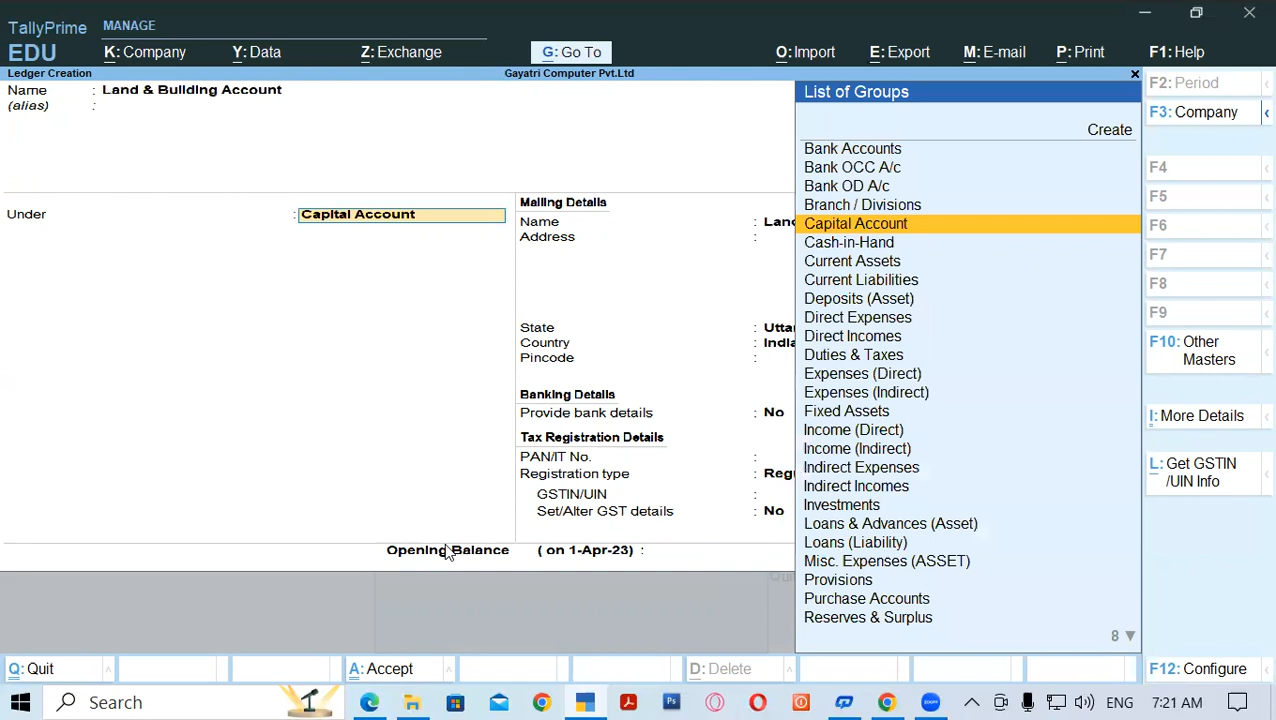 TallyPrime
MANAGE
EDU
K: Company
Y: Data
Z: Exchange
G: Go To
O: Import
E: Export
M: E-mail
P: Print
F1: Help
Ledger Creation
Gayatri Computer Pvt.Ltd
Name : Land & Building Account
(alias) :
Under : Capital Account
Mailing Details
Name :
Address :
State :
Country :
Pincode :
Banking Details
Provide bank details : No
Tax Registration Details
PAN/IT No. :
Registration type :
GSTIN/UIN :
Set/Alter GST details : No
Opening Balance ( on 1-Apr-23) :
List of Groups
Create
Bank Accounts
Bank OCC A/c
Bank OD A/c
Branch / Divisions
Capital Account
Cash-in-Hand
Current Assets
Current Liabilities
Deposits (Asset)
Direct Expenses
Direct Incomes
Duties & Taxes
Expenses (Direct)
Expenses (Indirect)
Fixed Assets
Income (Direct)
Income (Indirect)
Indirect Expenses
Indirect Incomes
Investments
Loans & Advances (Asset)
Loans (Liability)
Misc. Expenses (ASSET)
Provisions
Purchase Accounts
Reserves & Surplus
8 ▼
F2: Period
F3: Company
F4
F5
F6
F7
F8
F9
F10: Other
Masters
I: More Details
L: Get GSTIN
/UIN Info
Q: Quit
A: Accept
D: Delete
F12: Configure
Search
Ps
ENG
7:21 AM